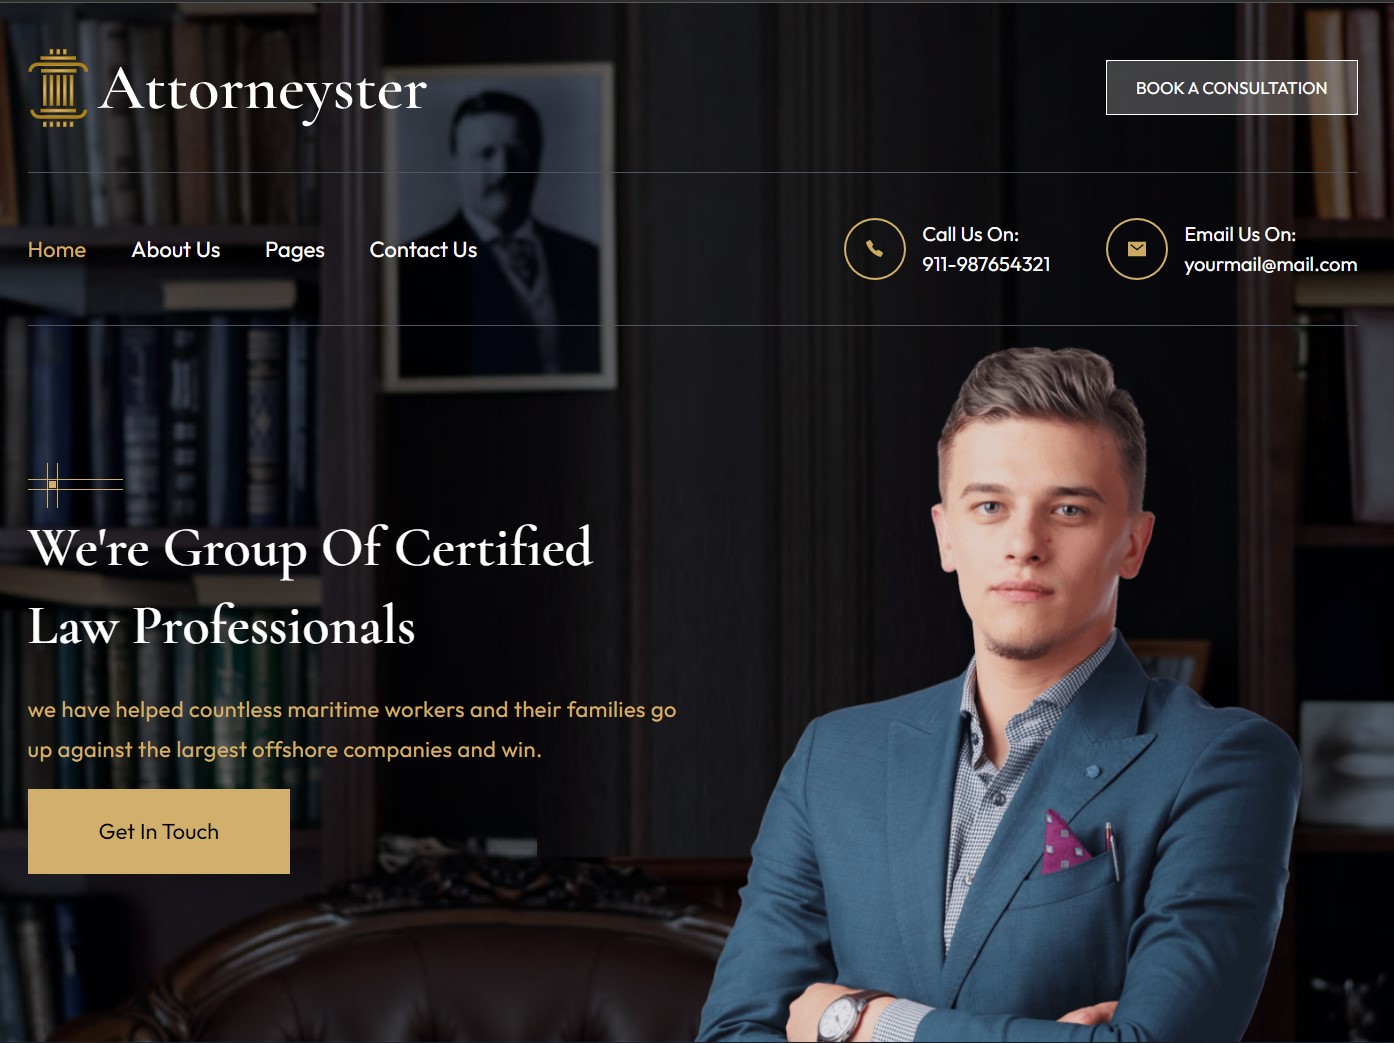 Attorneyster
BOOK A CONSULTATION
Home
About Us
Pages
Contact Us
Call Us On:
911-987654321
Email Us On:
yourmail@mail.com
We're Group Of Certified
Law Professionals
we have helped countless maritime workers and their families go
up against the largest offshore companies and win.
Get In Touch